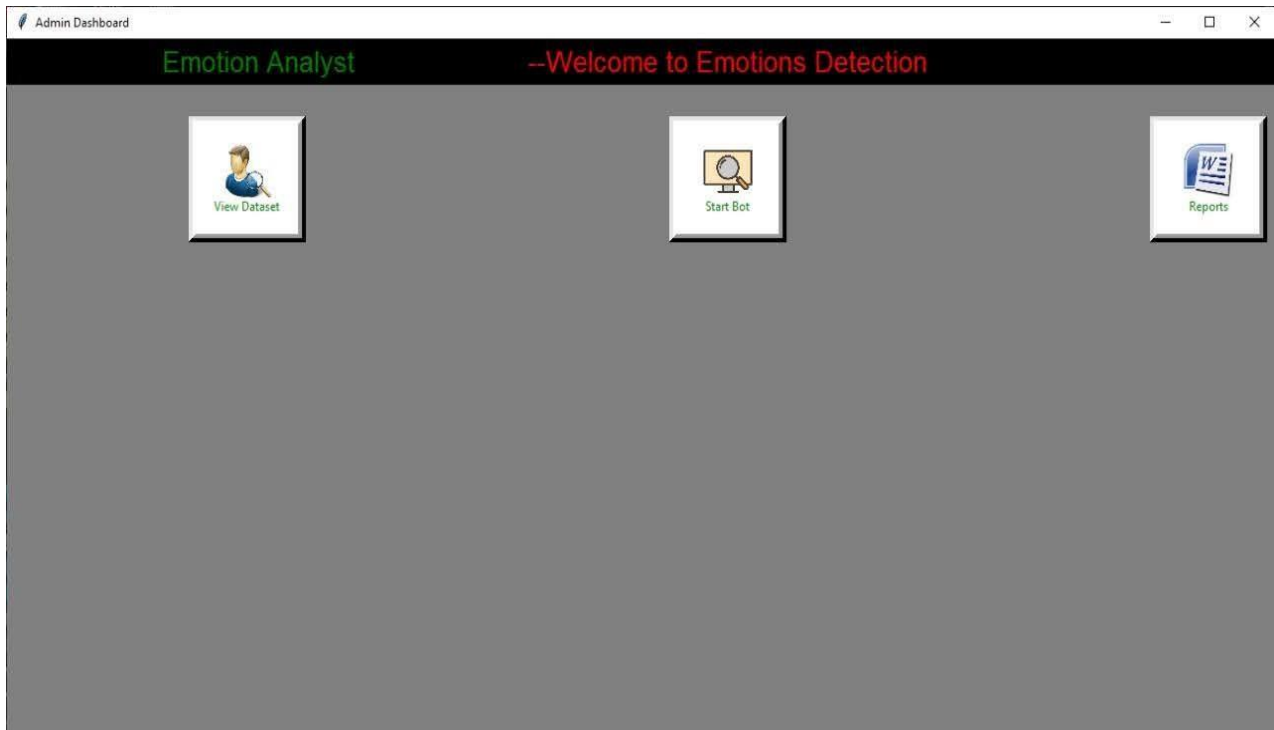 Admin Dashboard
Emotion Analyst --Welcome to Emotions Detection
View Dataset Start Bot Reports